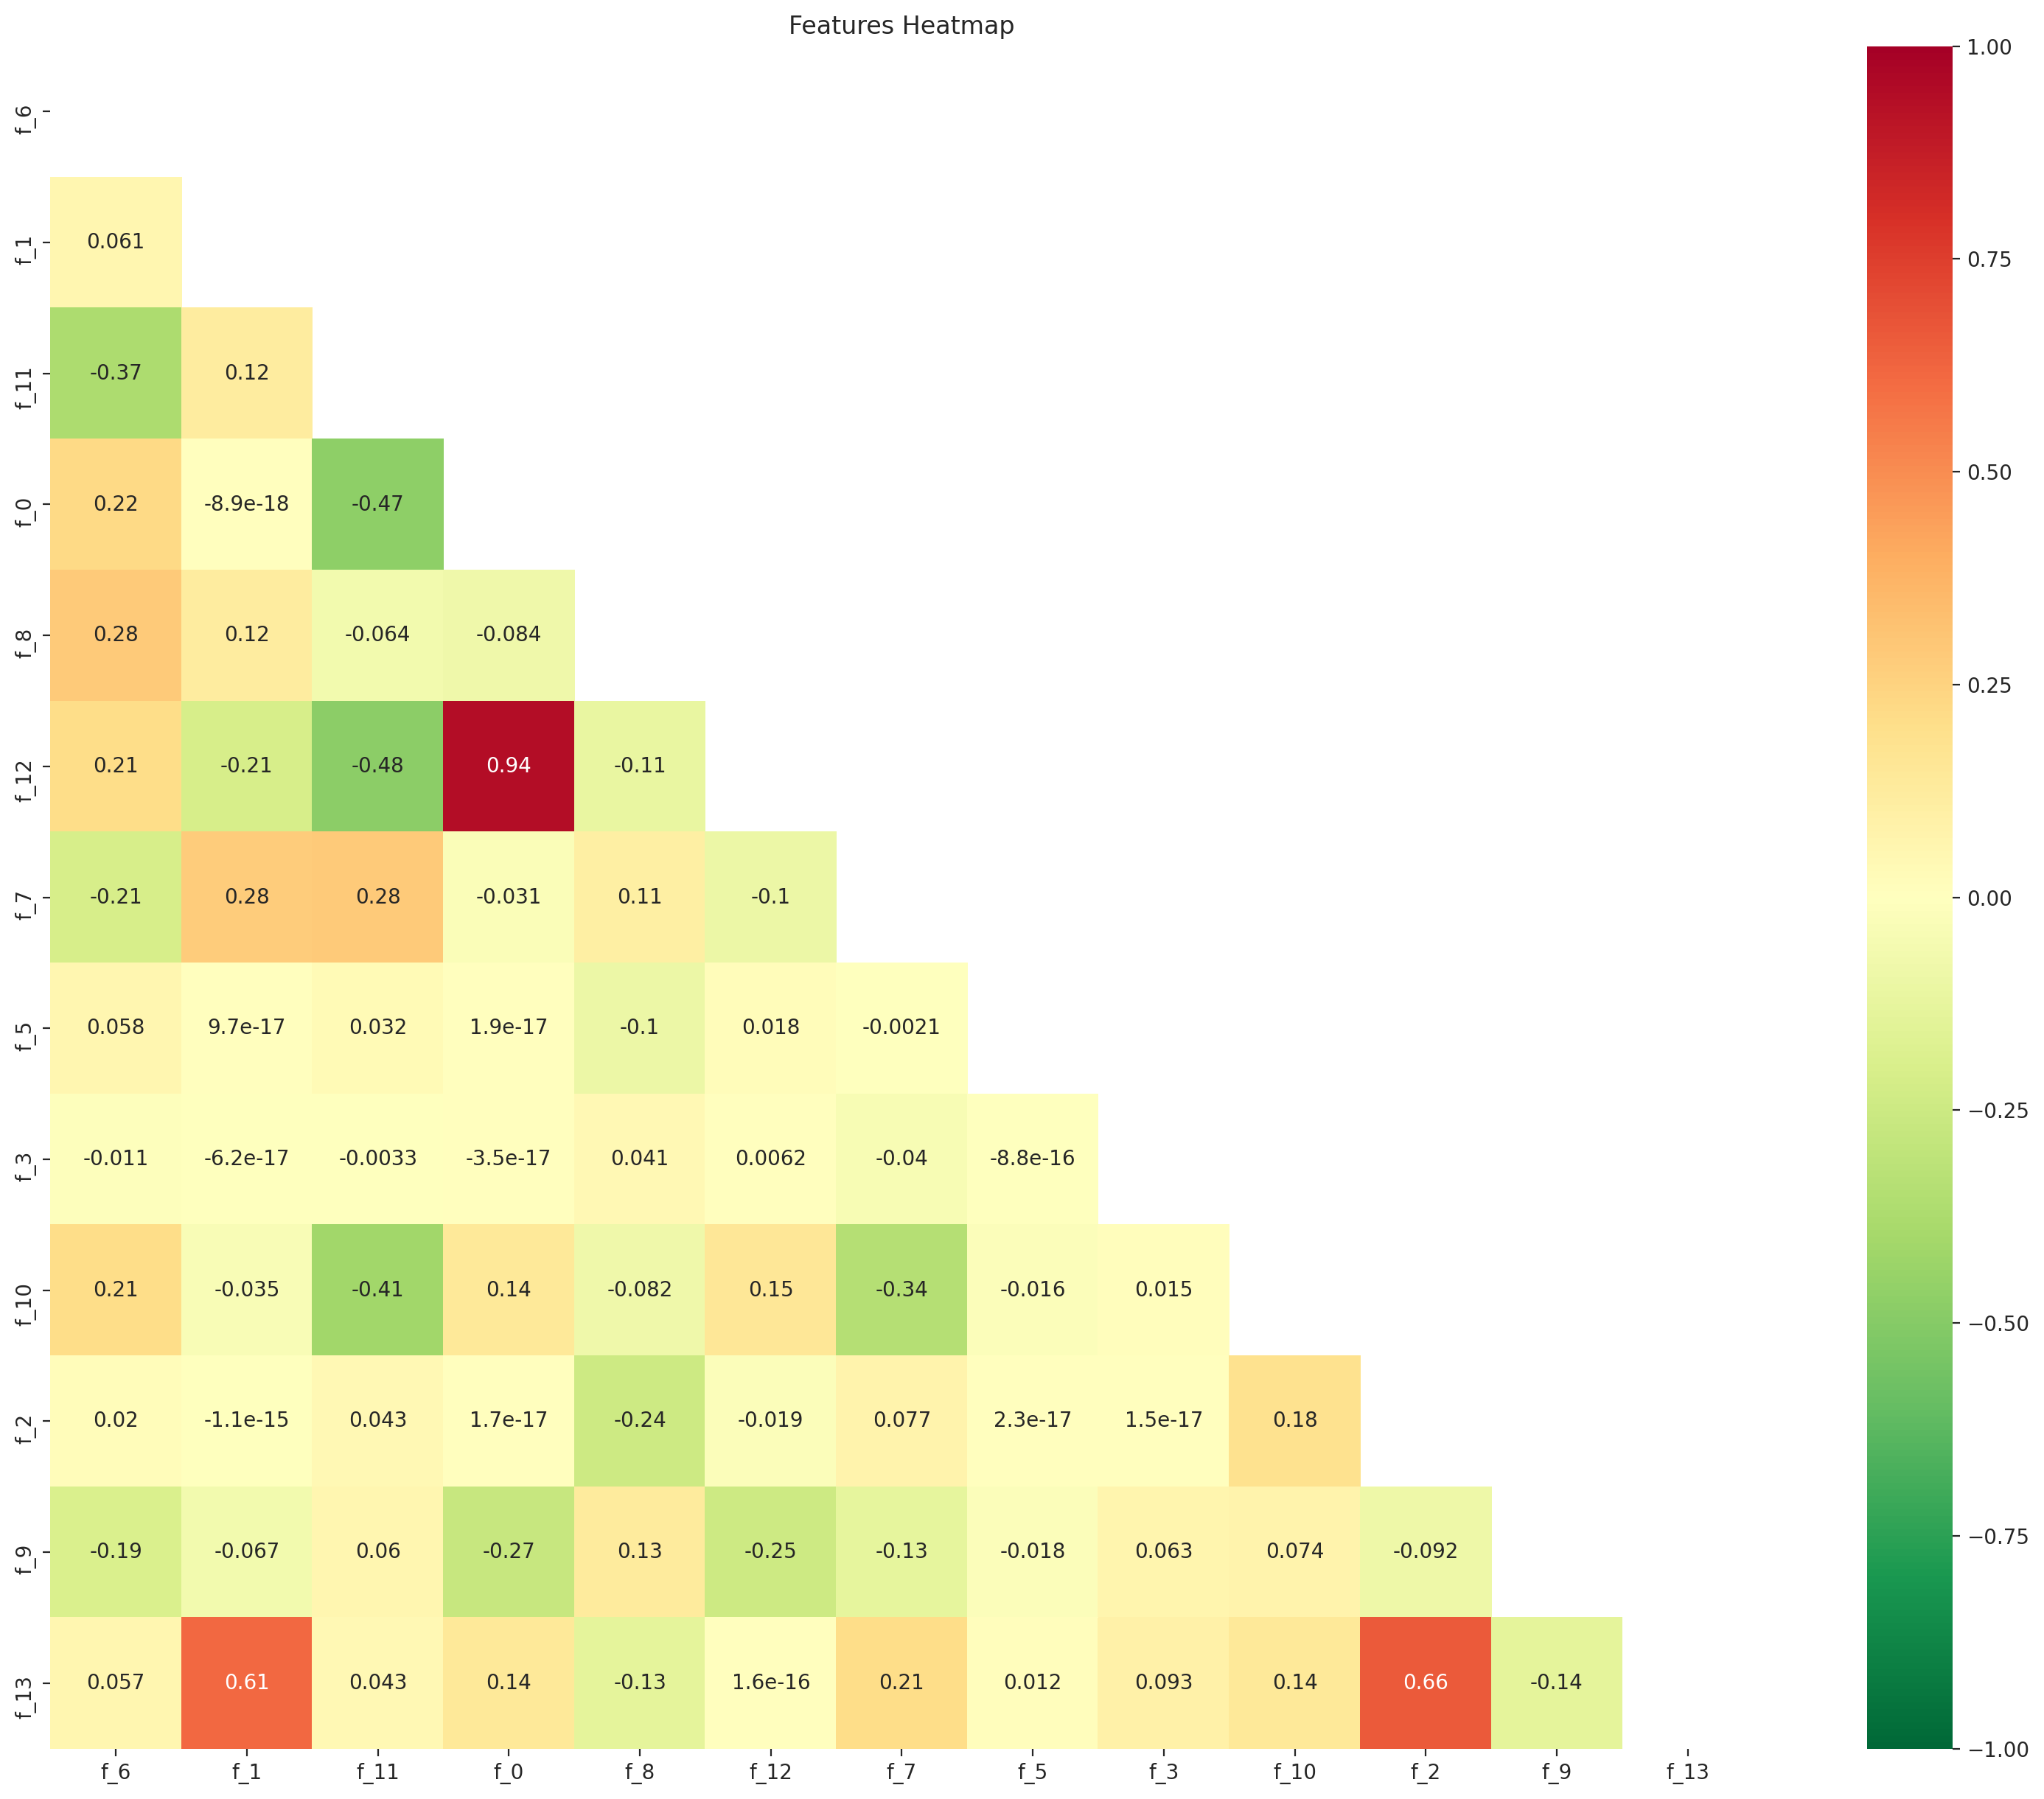 Features Heatmap
f_6
f_1 0.061
f_11 -0.37 0.12
f_0 0.22 -8.9e-18 -0.47
f_8 0.28 0.12 -0.064 -0.084
f_12 0.21 -0.21 -0.48 0.94 -0.11
f_7 -0.21 0.28 0.28 -0.031 0.11 -0.1
f_5 0.058 9.7e-17 0.032 1.9e-17 -0.1 0.018 -0.0021
f_3 -0.011 -6.2e-17 -0.0033 -3.5e-17 0.041 0.0062 -0.04 -8.8e-16
f_10 0.21 -0.035 -0.41 0.14 -0.082 0.15 -0.34 -0.016 0.015
f_2 0.02 -1.1e-15 0.043 1.7e-17 -0.24 -0.019 0.077 2.3e-17 1.5e-17 0.18
f_9 -0.19 -0.067 0.06 -0.27 0.13 -0.25 -0.13 -0.018 0.063 0.074 -0.092
f_13 0.057 0.61 0.043 0.14 -0.13 1.6e-16 0.21 0.012 0.093 0.14 0.66 -0.14
f_6 f_1 f_11 f_0 f_8 f_12 f_7 f_5 f_3 f_10 f_2 f_9 f_13
1.00
0.75
0.50
0.25
0.00
−0.25
−0.50
−0.75
−1.00